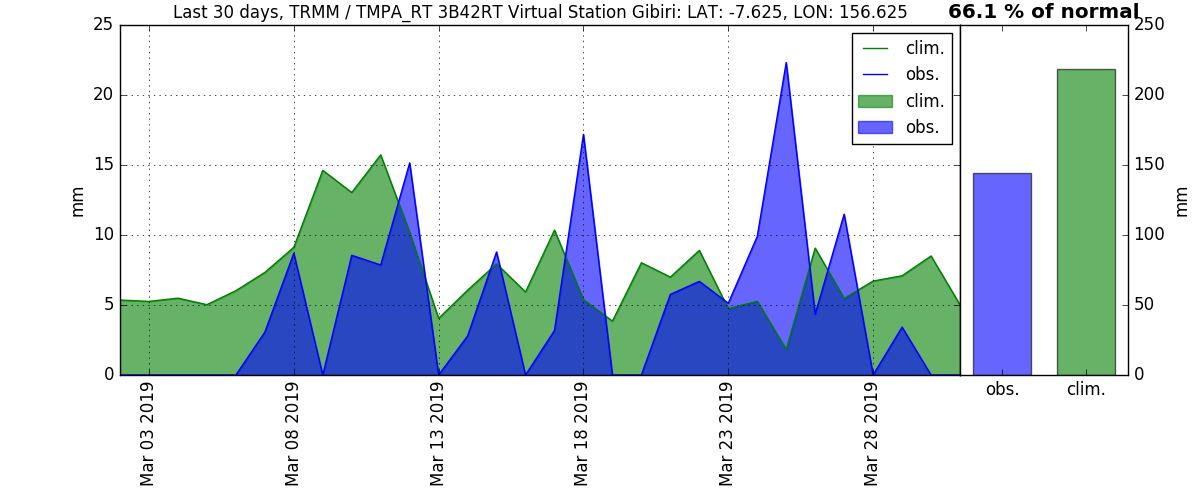 Last 30 days, TRMM / TMPA_RT 3B42RT Virtual Station Gibiri: LAT: -7.625, LON: 156.625
66.1 % of normal
25
20
15
10
5
0
mm
clim.
obs.
clim.
obs.
250
200
150
100
50
0
mm
Mar 03 2019
Mar 08 2019
Mar 13 2019
Mar 18 2019
Mar 23 2019
Mar 28 2019
obs.
clim.